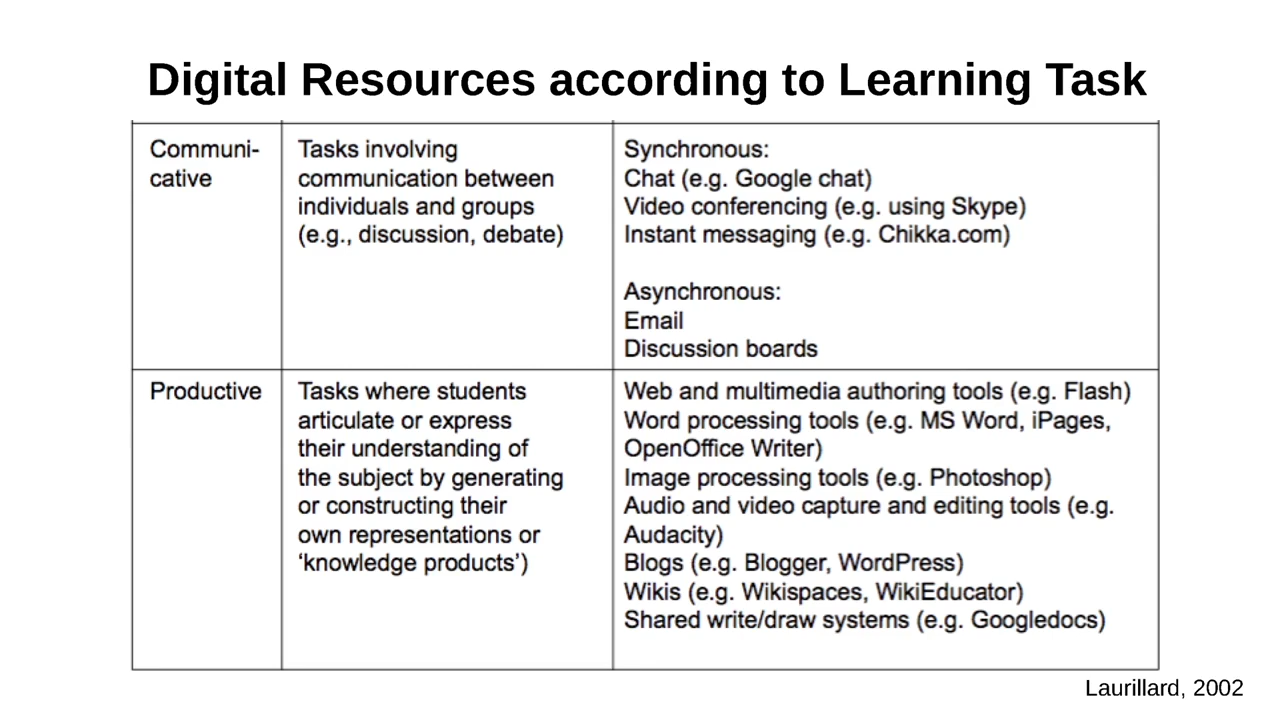 Digital Resources according to Learning Task
Communi-
cative
Tasks involving
communication between
individuals and groups
(e.g., discussion, debate)
Synchronous:
Chat (e.g. Google chat)
Video conferencing (e.g. using Skype)
Instant messaging (e.g. Chikka.com)
Asynchronous:
Email
Discussion boards
Productive
Tasks where students
articulate or express
their understanding of
the subject by generating
or constructing their
own representations or
‘knowledge products’)
Web and multimedia authoring tools (e.g. Flash)
Word processing tools (e.g. MS Word, iPages,
OpenOffice Writer)
Image processing tools (e.g. Photoshop)
Audio and video capture and editing tools (e.g.
Audacity)
Blogs (e.g. Blogger, WordPress)
Wikis (e.g. Wikispaces, WikiEducator)
Shared write/draw systems (e.g. Googledocs)
Laurillard, 2002